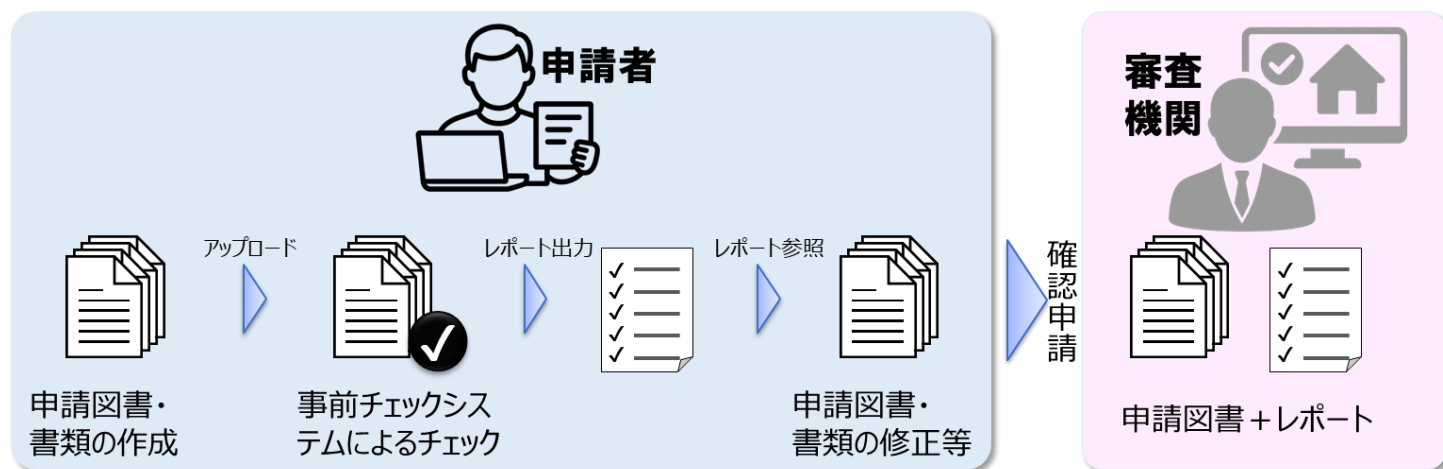 申請者
審査
機関
アップロード
レポート出力
レポート参照
確認申請
申請図書・
書類の作成
事前チェックシス
テムによるチェック
申請図書・
書類の修正等
申請図書+レポート